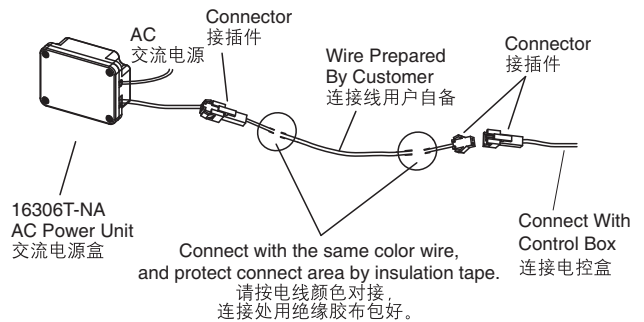 Connector
接插件
AC
交流电源
Wire Prepared
By Customer
连接线用户自备
Connector
接插件
16306T-NA
AC Power Unit
交流电源盒
Connect With
Control Box
连接电控盒
Connect with the same color wire,
and protect connect area by insulation tape.
请按电线颜色对接,
连接处用绝缘胶布包好。